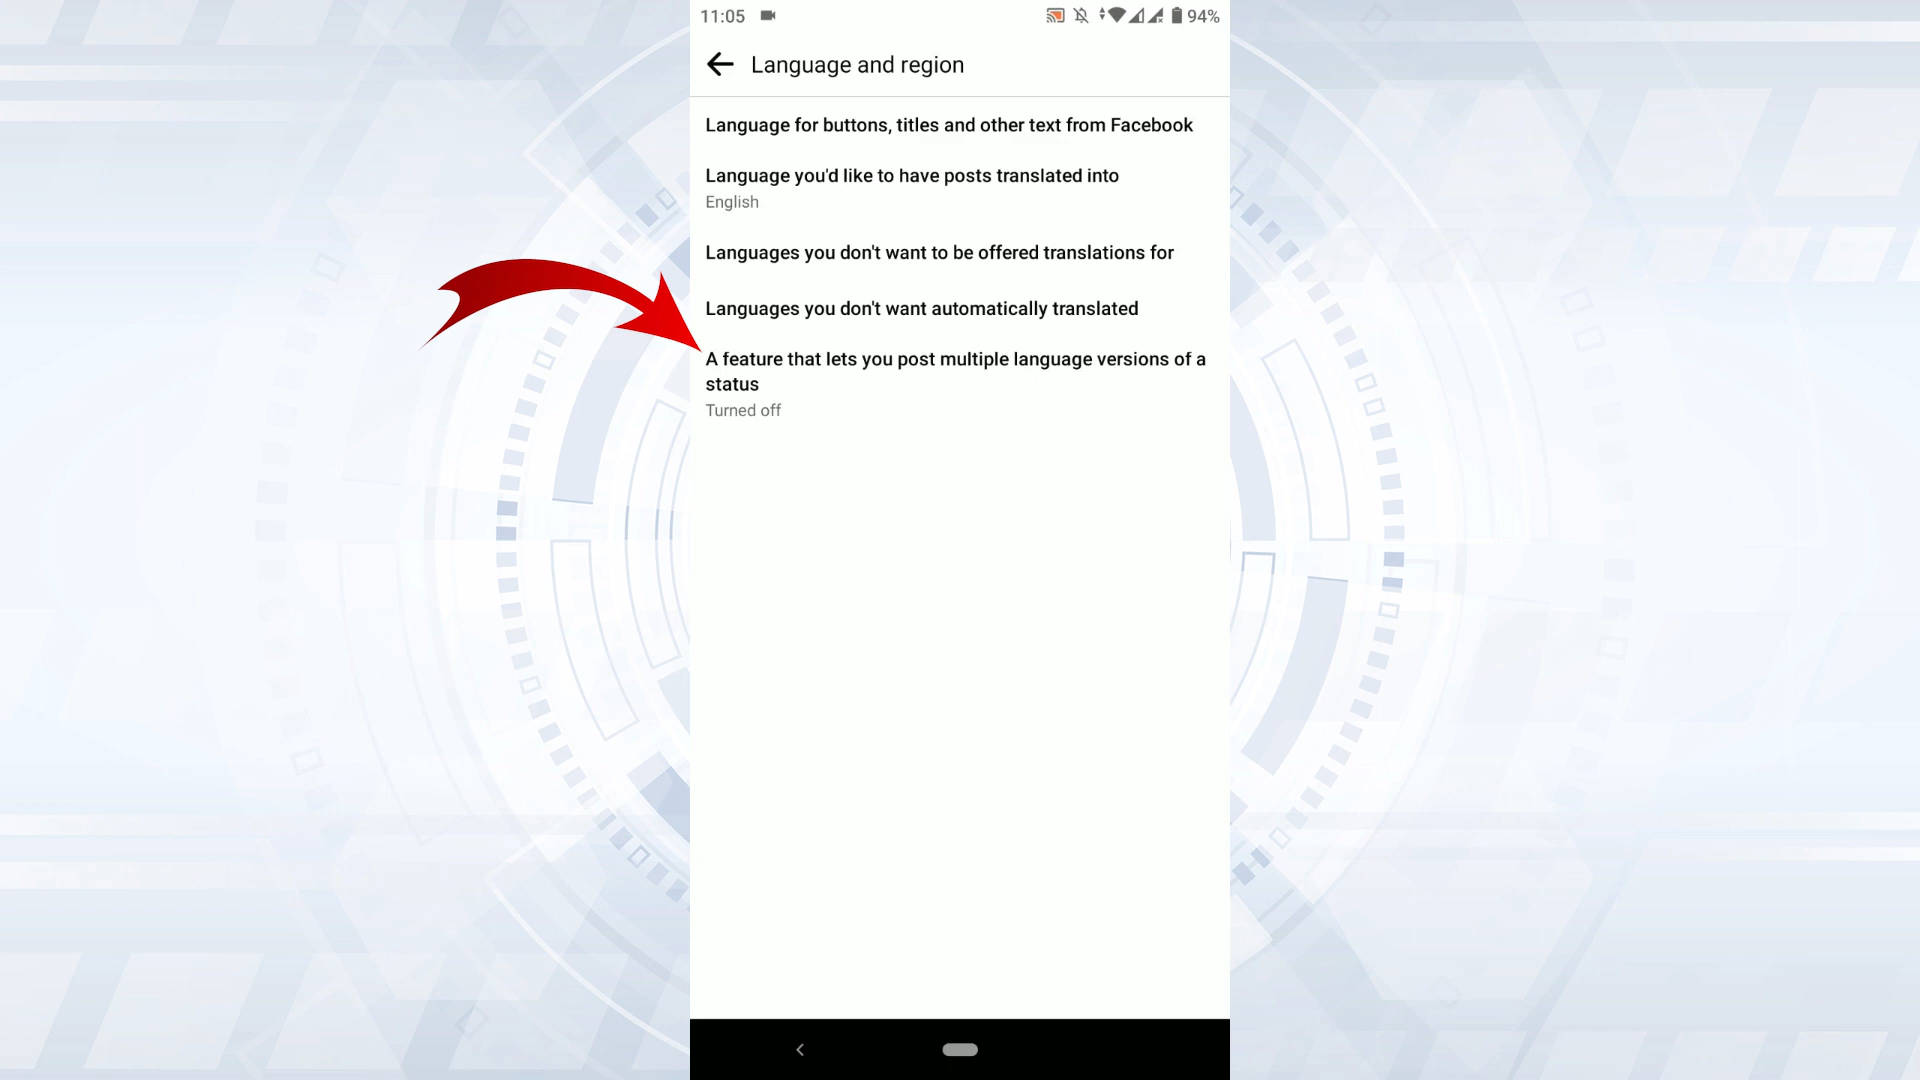 11:05
94%
Language and region
Language for buttons, titles and other text from Facebook
Language you'd like to have posts translated into
English
Languages you don't want to be offered translations for
Languages you don't want automatically translated
A feature that lets you post multiple language versions of a
status
Turned off